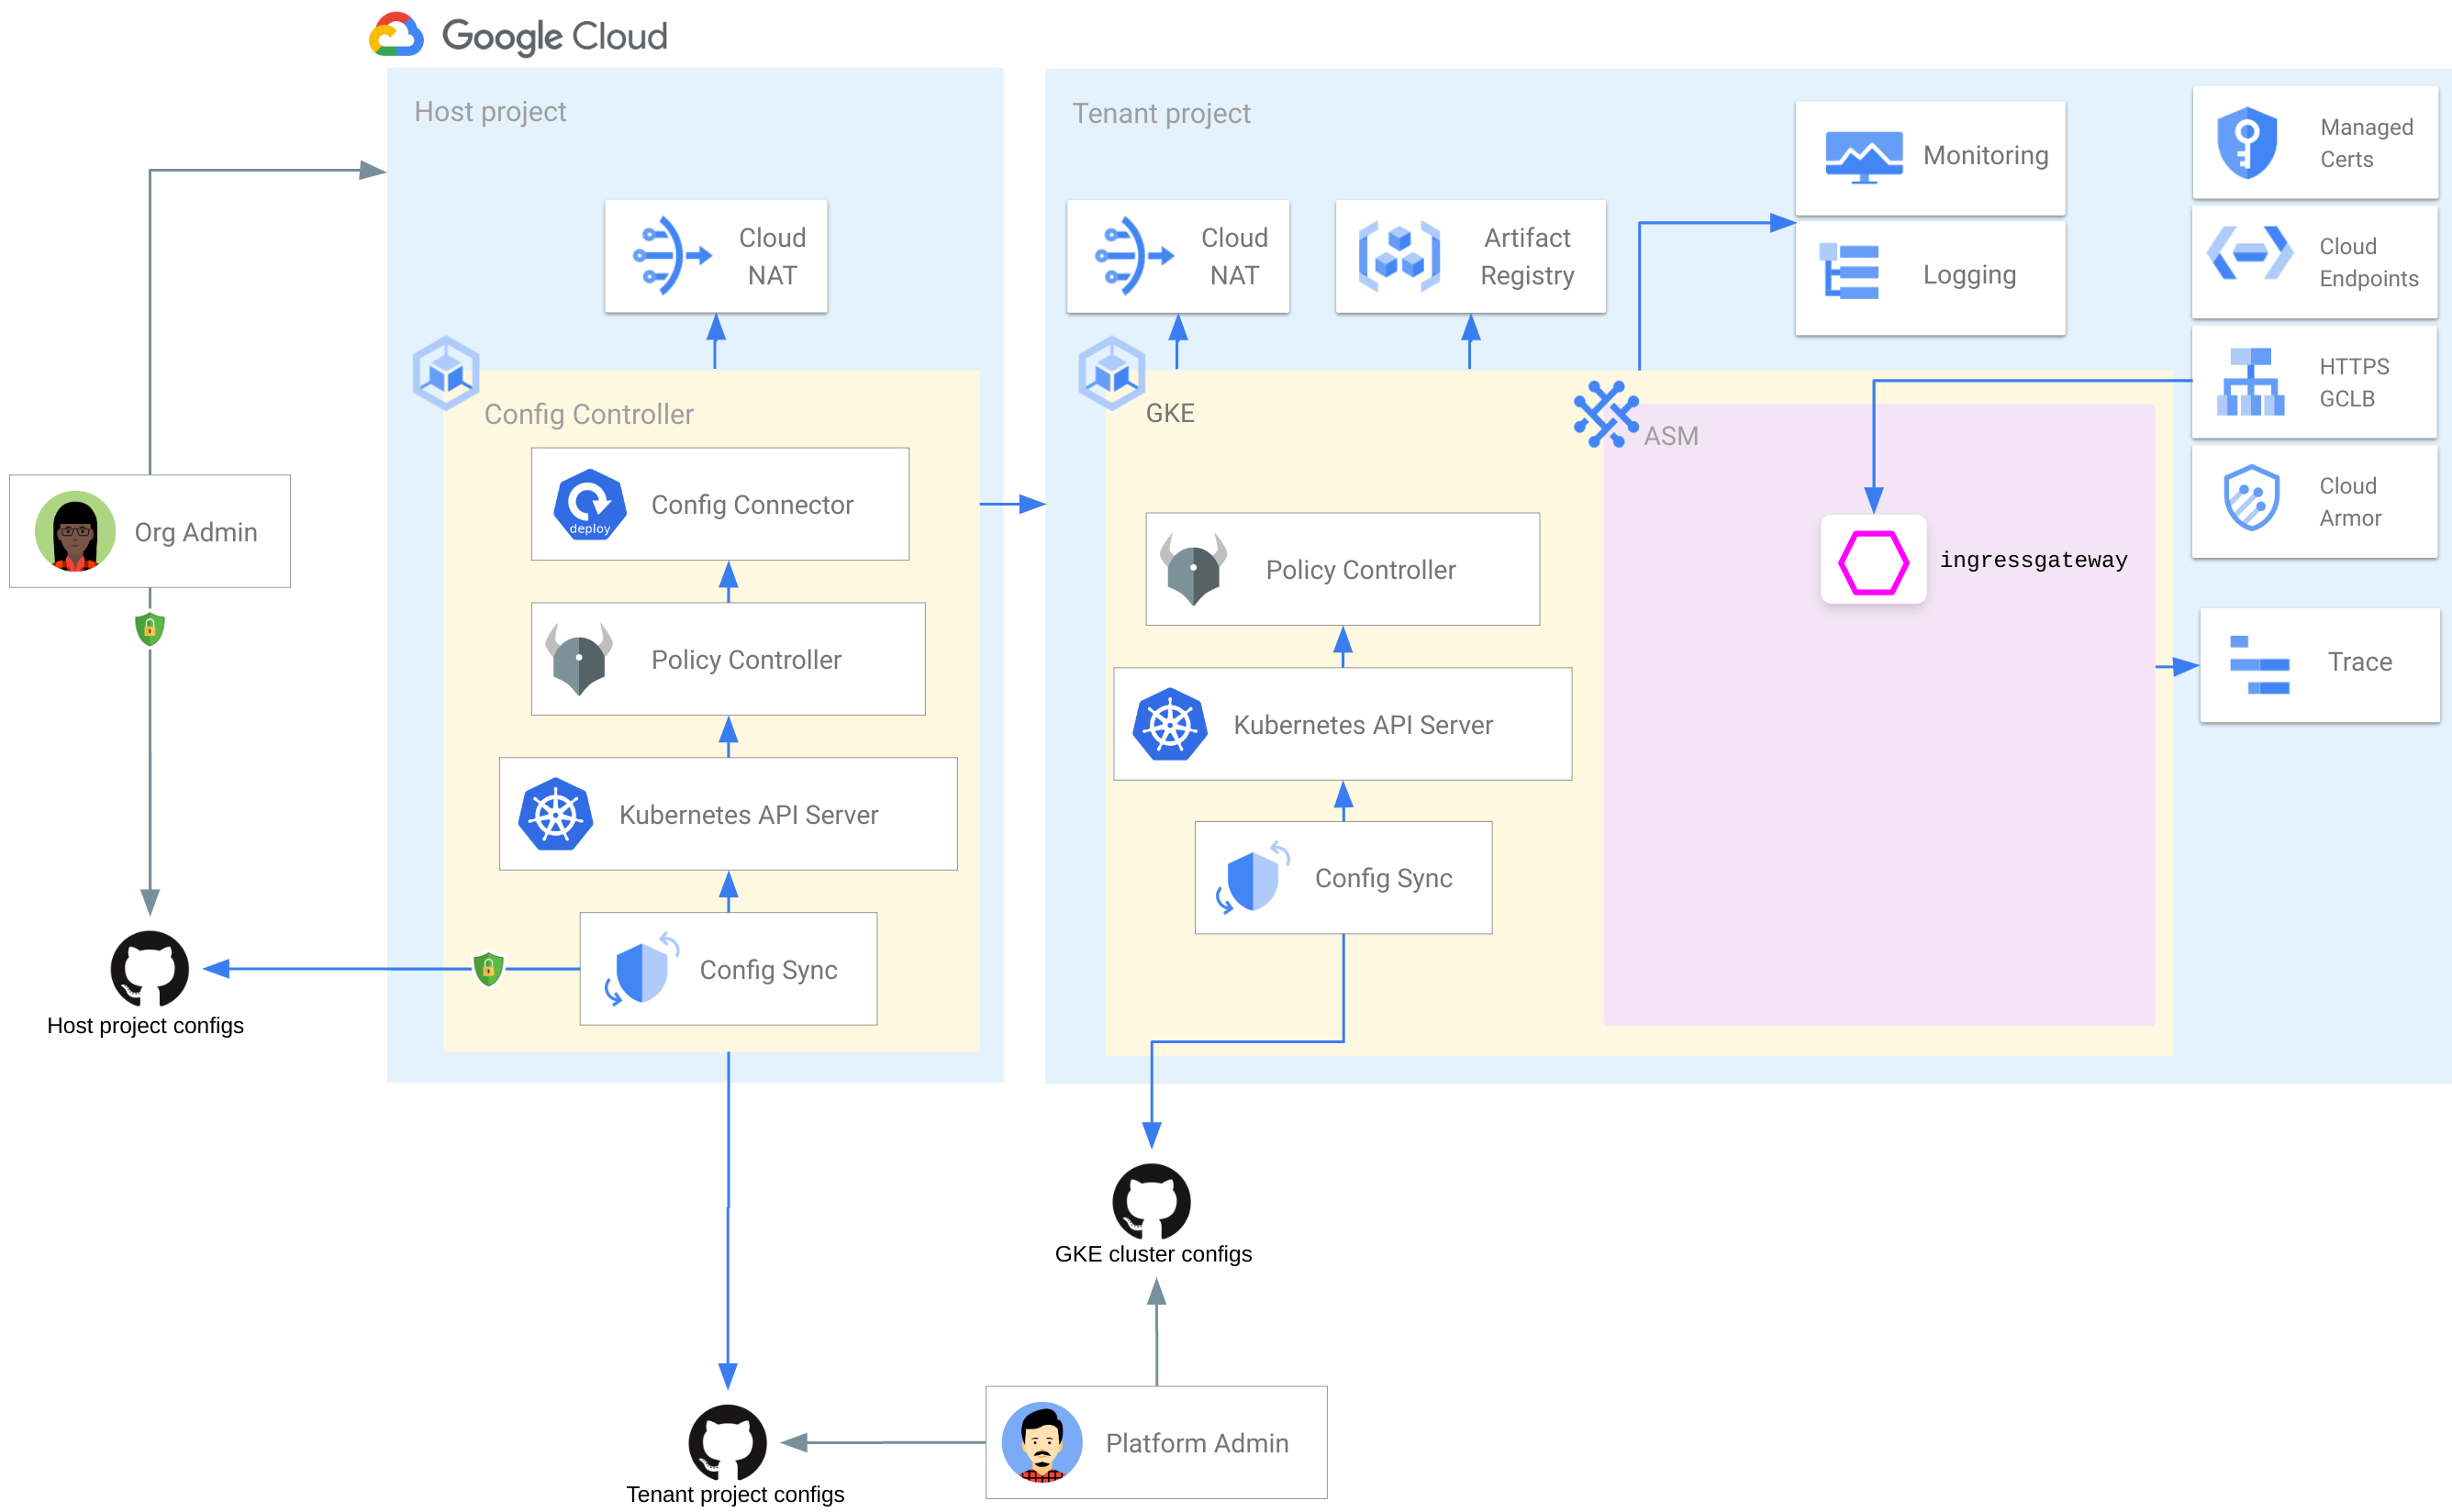 Google Cloud
Host project
Cloud
NAT
Config Controller
deploy
Config Connector
Policy Controller
Kubernetes API Server
Config Sync
Org Admin
Host project configs
Tenant project
Cloud
NAT
Artifact
Registry
Monitoring
Logging
Managed
Certs
Cloud
Endpoints
HTTPS
GCLB
Cloud
Armor
Trace
GKE
ASM
ingressgateway
Policy Controller
Kubernetes API Server
Config Sync
GKE cluster configs
Platform Admin
Tenant project configs